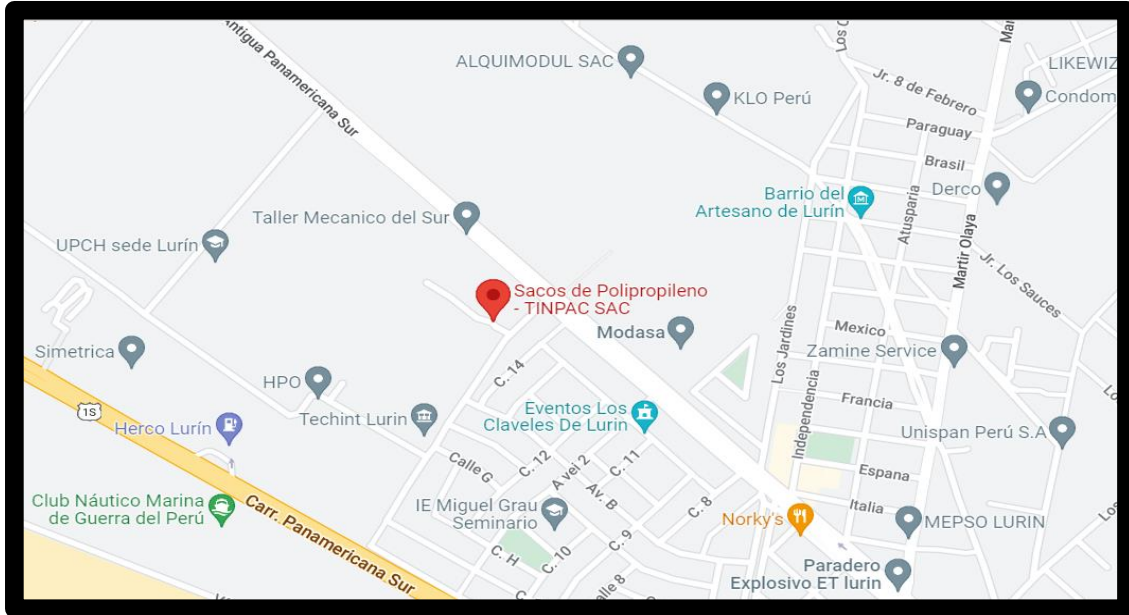 Antigua Panamericana Sur
ALQUIMODUL SAC
LIKEWIZ
KLO Perú
Condom
Jr. 8 de Febrero
Paraguay
Brasil
Derco
Barrio del
Artesano de Lurín
Atusparia
Martir Olaya
Jr. Los Sauces
Taller Mecanico del Sur
UPCH sede Lurín
Sacos de Polipropileno
- TINPAC SAC
Modasa
Los Jardines
Mexico
Zamine Service
Simetrica
HPO
C. 14
Independencia
Francia
1S
Techint Lurin
Eventos Los
Claveles De Lurin
Unispan Perú S.A
Herco Lurín
Calle G
C. 12
A vei 2
C. 11
Espana
Club Náutico Marina
de Guerra del Perú
Carr. Panamericana Sur
IE Miguel Grau
Seminario
Av. B
C. 8
Norky's
Italia
MEPSO LURIN
C. 9
C. H
C. 10
Paradero
Explosivo ET lurin